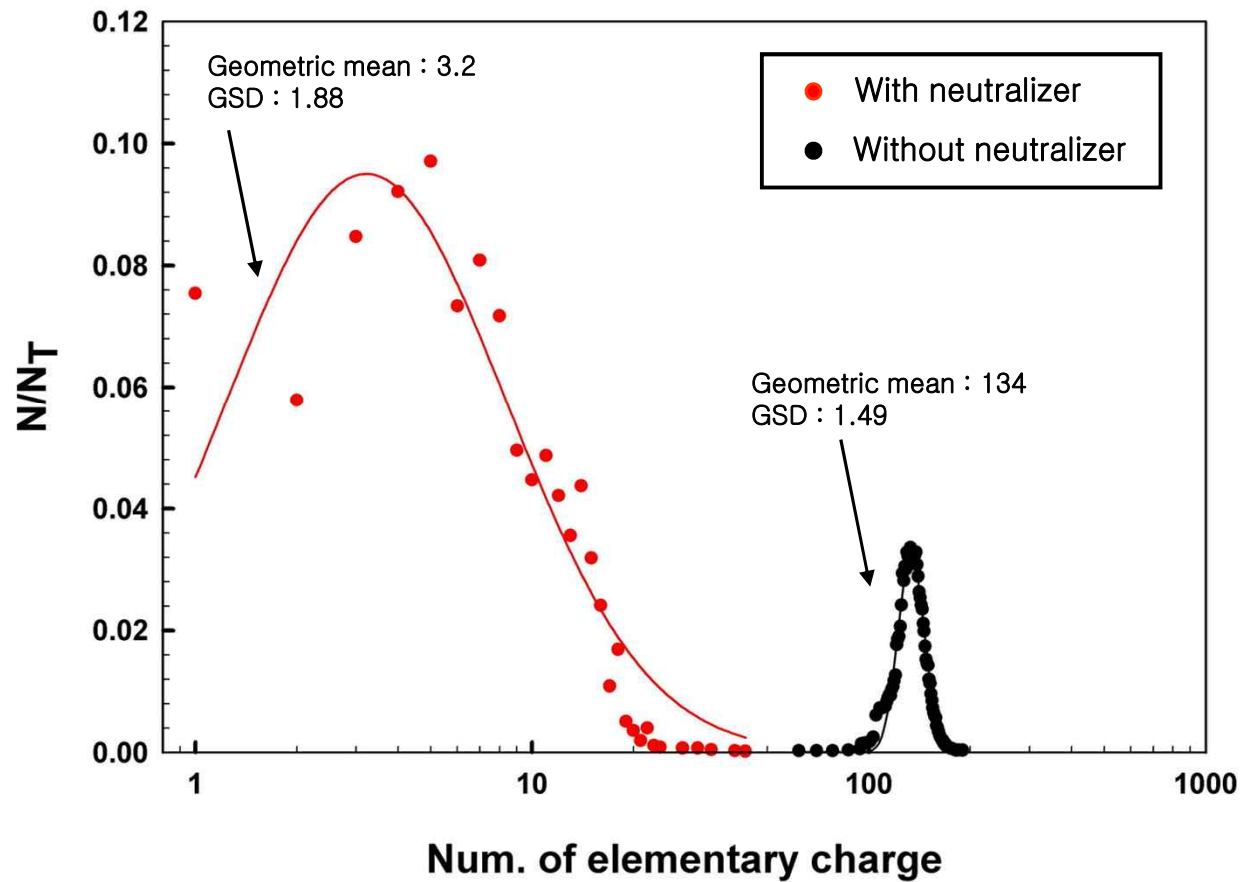 0.12
0.10
0.08
0.06
0.04
0.02
0.00
N/NT
Geometric mean : 3.2
GSD : 1.88
With neutralizer
Without neutralizer
Geometric mean : 134
GSD : 1.49
1 10 100 1000
Num. of elementary charge